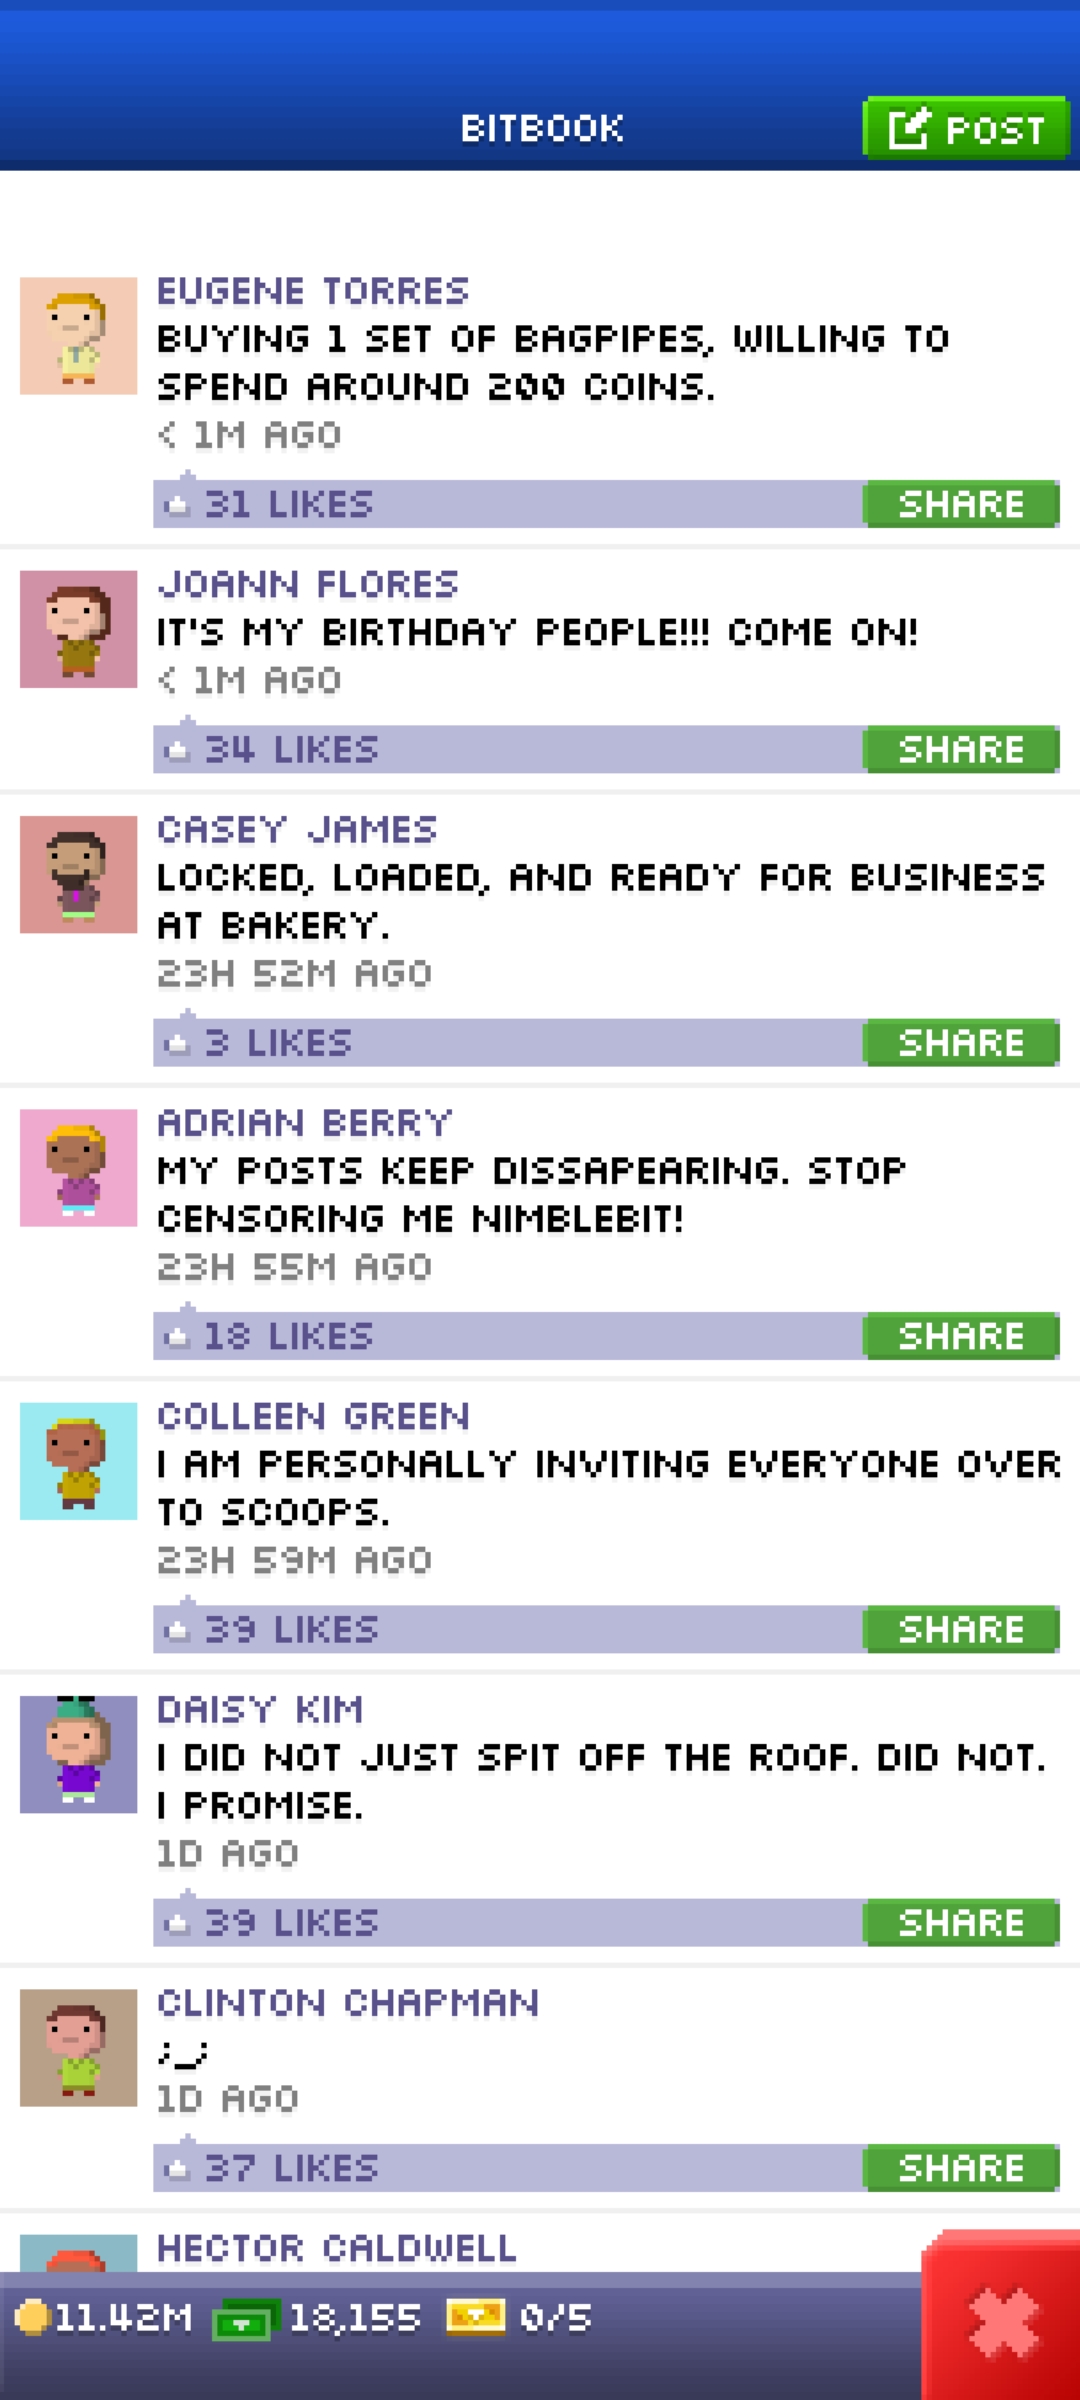 BITBOOK
POST
EUGENE TORRES
BUYING 1 SET OF BAGPIPES, WILLING TO
SPEND AROUND 200 COINS.
< 1M AGO
31 LIKES
SHARE
JOANN FLORES
IT'S MY BIRTHDAY PEOPLE!!! COME ON!
< 1M AGO
34 LIKES
SHARE
CASEY JAMES
LOCKED, LOADED, AND READY FOR BUSINESS
AT BAKERY.
23H 52M AGO
3 LIKES
SHARE
ADRIAN BERRY
MY POSTS KEEP DISSAPEARING. STOP
CENSORING ME NIMBLEBIT!
23H 55M AGO
18 LIKES
SHARE
COLLEEN GREEN
I AM PERSONALLY INVITING EVERYONE OVER
TO SCOOPS.
23H 59M AGO
39 LIKES
SHARE
DAISY KIM
I DID NOT JUST SPIT OFF THE ROOF. DID NOT.
I PROMISE.
1D AGO
39 LIKES
SHARE
CLINTON CHAPMAN
;_;
1D AGO
37 LIKES
SHARE
HECTOR CALDWELL
11.42M 18,155 0/5